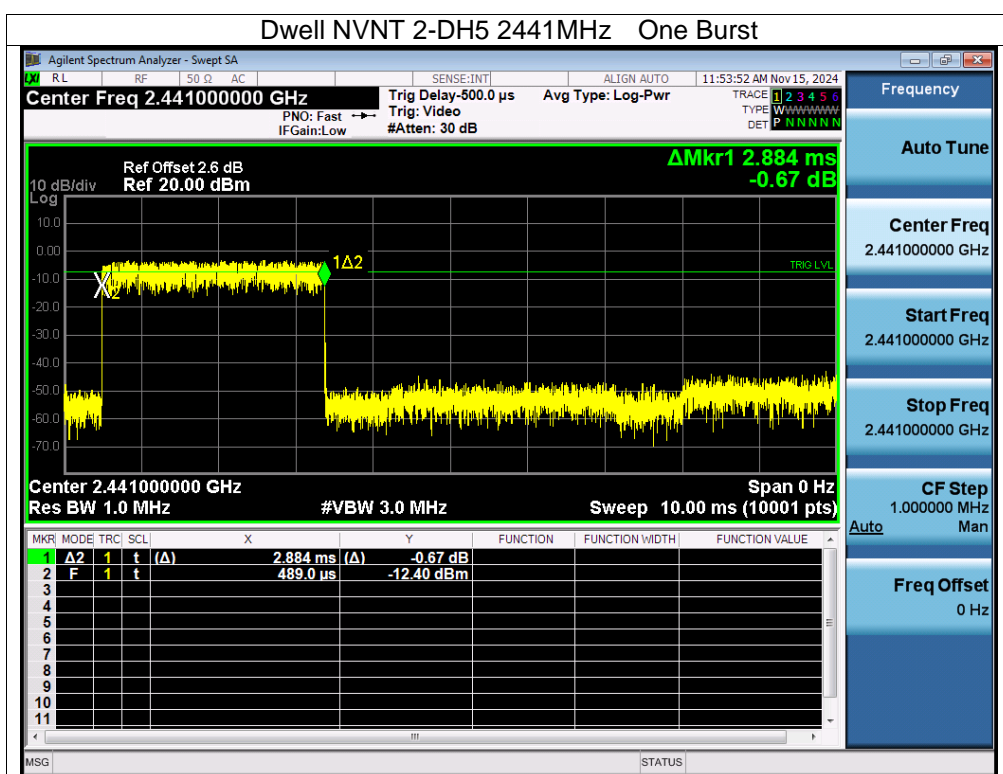 Dwell NVNT 2-DH5 2441MHz One Burst
Agilent Spectrum Analyzer - Swept SA
LXI RL RF 50 Ω AC SENSE:INT ALIGN AUTO 11:53:52 AM Nov 15, 2024
Center Freq 2.441000000 GHz
PNO: Fast
IFGain:Low
Trig Delay-500.0 µs
Trig: Video
#Atten: 30 dB
Avg Type: Log-Pwr
TRACE 1 2 3 4 5 6
TYPE WWWWWW
DET P N N N N N
Frequency
Auto Tune
Center Freq
2.441000000 GHz
Start Freq
2.441000000 GHz
Stop Freq
2.441000000 GHz
CF Step
1.000000 MHz
Auto Man
Freq Offset
0 Hz
ΔMkr1 2.884 ms
-0.67 dB
Ref Offset 2.6 dB
10 dB/div Ref 20.00 dBm
Log
10.0
0.00
-10.0
-20.0
-30.0
-40.0
-50.0
-60.0
-70.0
1Δ2
TRIG LVL
2
Center 2.441000000 GHz Span 0 Hz
Res BW 1.0 MHz #VBW 3.0 MHz Sweep 10.00 ms (10001 pts)
MKR MODE TRC SCL X Y FUNCTION FUNCTION WIDTH FUNCTION VALUE
1 Δ2 1 t (Δ) 2.884 ms (Δ) -0.67 dB
2 F 1 t 489.0 µs -12.40 dBm
3
4
5
6
7
8
9
10
11
MSG STATUS